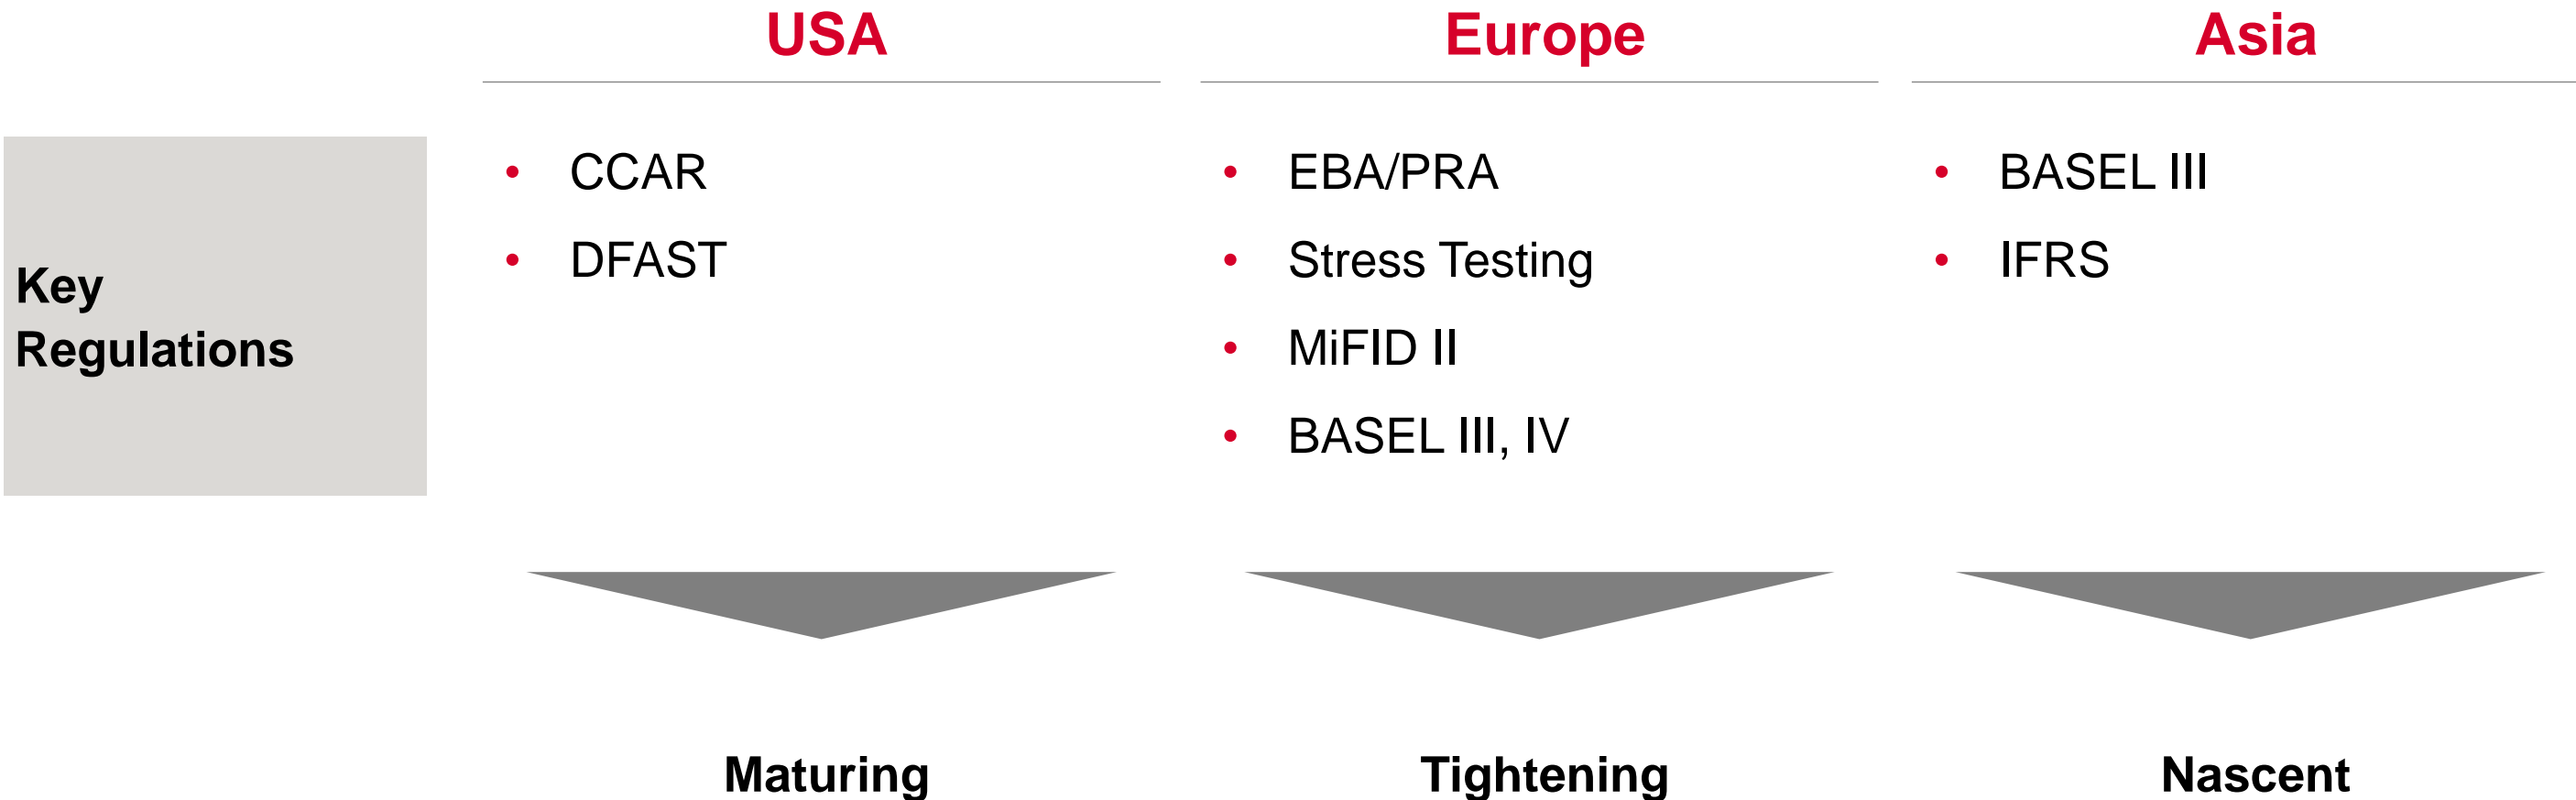 USA
Europe
Asia
Key
Regulations
• CCAR
• DFAST
• EBA/PRA
• Stress Testing
• MiFID II
• BASEL III, IV
• BASEL III
• IFRS
Maturing
Tightening
Nascent